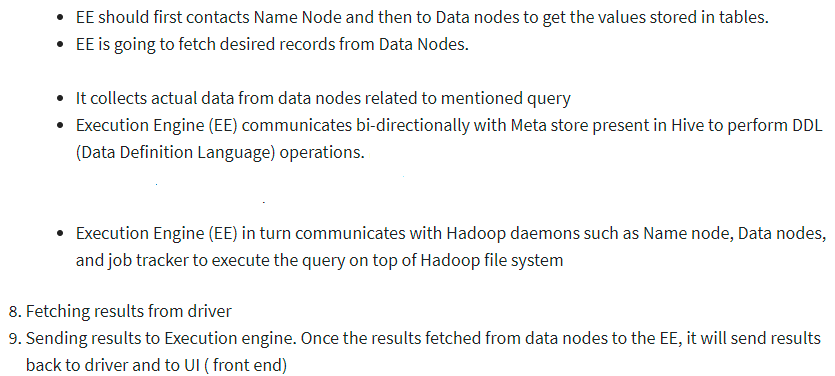 • EE should first contacts Name Node and then to Data nodes to get the values stored in tables.
• EE is going to fetch desired records from Data Nodes.
• It collects actual data from data nodes related to mentioned query
• Execution Engine (EE) communicates bi-directionally with Meta store present in Hive to perform DDL
(Data Definition Language) operations.
• Execution Engine (EE) in turn communicates with Hadoop daemons such as Name node, Data nodes,
and job tracker to execute the query on top of Hadoop file system
8. Fetching results from driver
9. Sending results to Execution engine. Once the results fetched from data nodes to the EE, it will send results
back to driver and to UI ( front end)